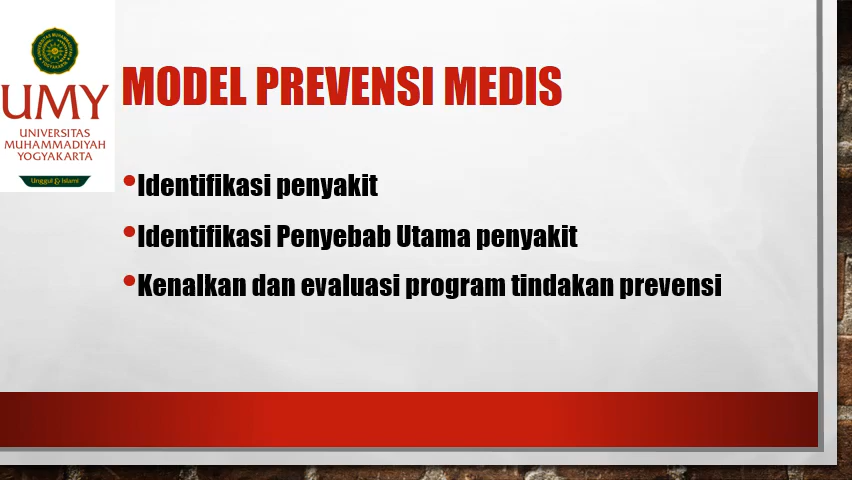 UMY
UNIVERSITAS
MUHAMMADIYAH
YOGYAKARTA
Unggul & Islami
MODEL PREVENSI MEDIS
•Identifikasi penyakit
•Identifikasi Penyebab Utama penyakit
•Kenalkan dan evaluasi program tindakan prevensi